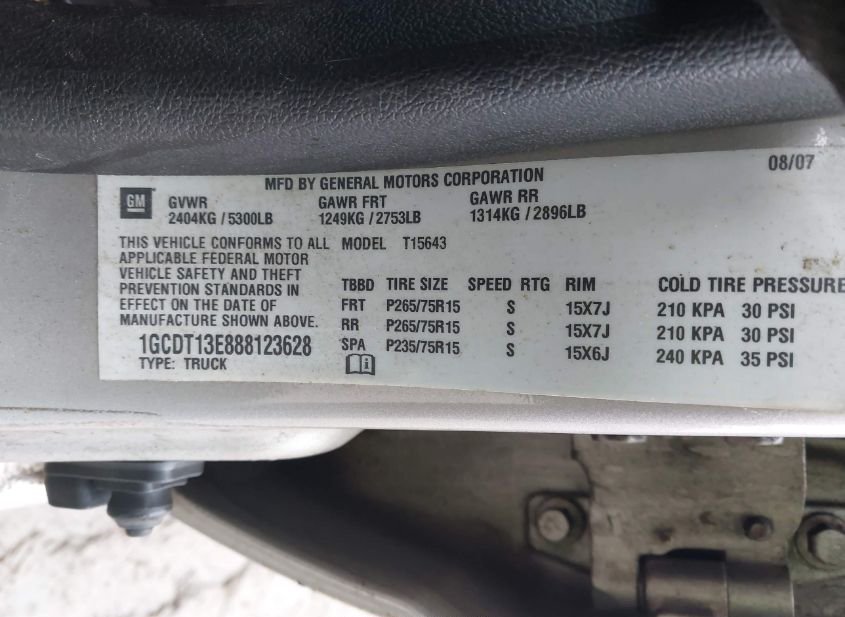 MFD BY GENERAL MOTORS CORPORATION 08/07
GM GVWR GAWR FRT GAWR RR
2404KG / 5300LB 1249KG / 2753LB 1314KG / 2896LB
THIS VEHICLE CONFORMS TO ALL MODEL T15643
APPLICABLE FEDERAL MOTOR
VEHICLE SAFETY AND THEFT
PREVENTION STANDARDS IN TBBD TIRE SIZE SPEED RTG RIM COLD TIRE PRESSURE
EFFECT ON THE DATE OF FRT P265/75R15 S 15X7J 210 KPA 30 PSI
MANUFACTURE SHOWN ABOVE. RR P265/75R15 S 15X7J 210 KPA 30 PSI
1GCDT13E888123628 SPA P235/75R15 S 15X6J 240 KPA 35 PSI
TYPE: TRUCK